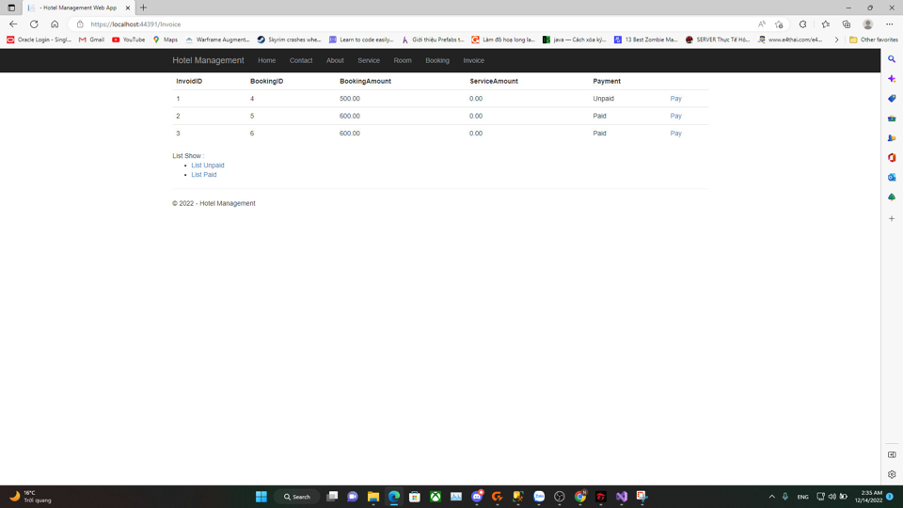 - Hotel Management Web App
https://localhost:44391/Invoice
Oracle Login - Singl...
Gmail
YouTube
Maps
Warframe Augment...
Skyrim crashes whe...
Learn to code easily...
Giới thiệu Prefabs t...
Làm đồ họa long la...
java — Cách xóa ký...
13 Best Zombie Ma...
SERVER Thực Tế Hó...
www.e4thai.com/e4...
Other favorites
Hotel Management Home Contact About Service Room Booking Invoice
InvoidID BookingID BookingAmount ServiceAmount Payment
1 4 500.00 0.00 Unpaid Pay
2 5 600.00 0.00 Paid Pay
3 6 600.00 0.00 Paid Pay
List Show :
List Unpaid
List Paid
© 2022 - Hotel Management
16°C
Trời quang
Search
ENG
2:35 AM
12/14/2022